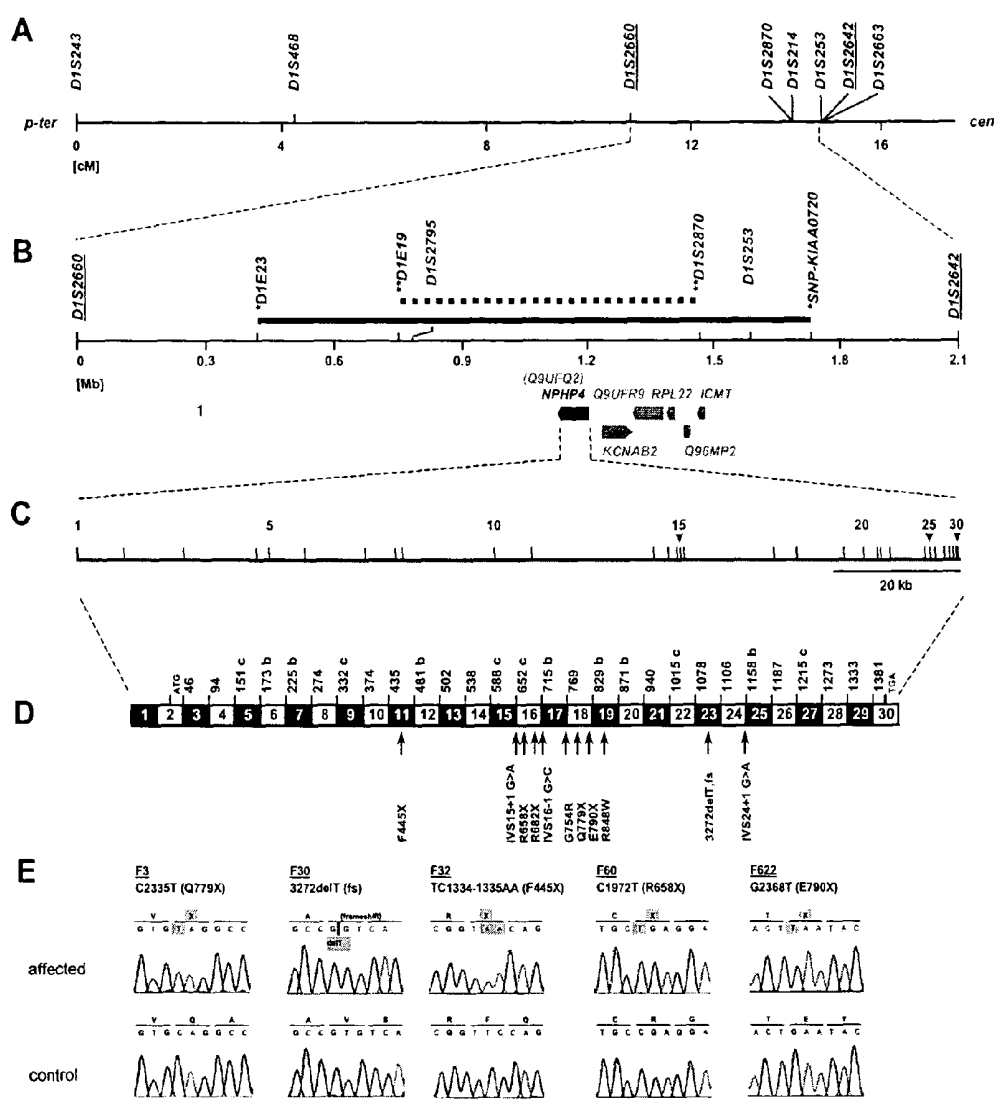 A
D1S243
D1S468
D1S2660
D1S2870
D1S214
D1S253
D1S2642
D1S2663
p-ter
cen
0 4 8 12 16
[cM]
B
D1S2660
*D1E23
**D1E19
D1S2795
**D1S2870
D1S253
*SNP-KIAA0720
D1S2642
0 0.3 0.6 0.9 1.2 1.5 1.8 2.1
[Mb]
(Q9UFQ2)
1
NPHP4 Q9UFR9 RPL22 ICMT
KCNAB2 Q96MP2
C
1 5 10 15 20 25 30
20 kb
ATG 46 94 151 c 173 b 225 b 274 332 c 374 435 481 b 502 538 588 c 652 c 715 b 769 829 b 871 b 940 1015 c 1078 1106 1158 b 1187 1215 c 1273 1333 1381 TGA
D
1 2 3 4 5 6 7 8 9 10 11 12 13 14 15 16 17 18 19 20 21 22 23 24 25 26 27 28 29 30
F445X
IVS15+1 G>A
R658X
R682X
IVS16-1 G>C
G754R
Q779X
E790X
R848W
3272delT,fs
IVS24+1 G>A
E
F3 F30 F32 F60 F622
C2335T (Q779X) 3272delT (fs) TC1334-1335AA (F445X) C1972T (R658X) G2368T (E790X)
V X A (frameshift) R X C X T X
G T G T A G G C C G C C G G T C A C G G T A A C A G T G C T G A G G A A C T T A A T A C
delT
affected
V Q A A V S R F Q C R G T E Y
G T G C A G G C C G C C G T G T C A C G G T T C C A G T G C C G A G G A A C T G A A T A C
control